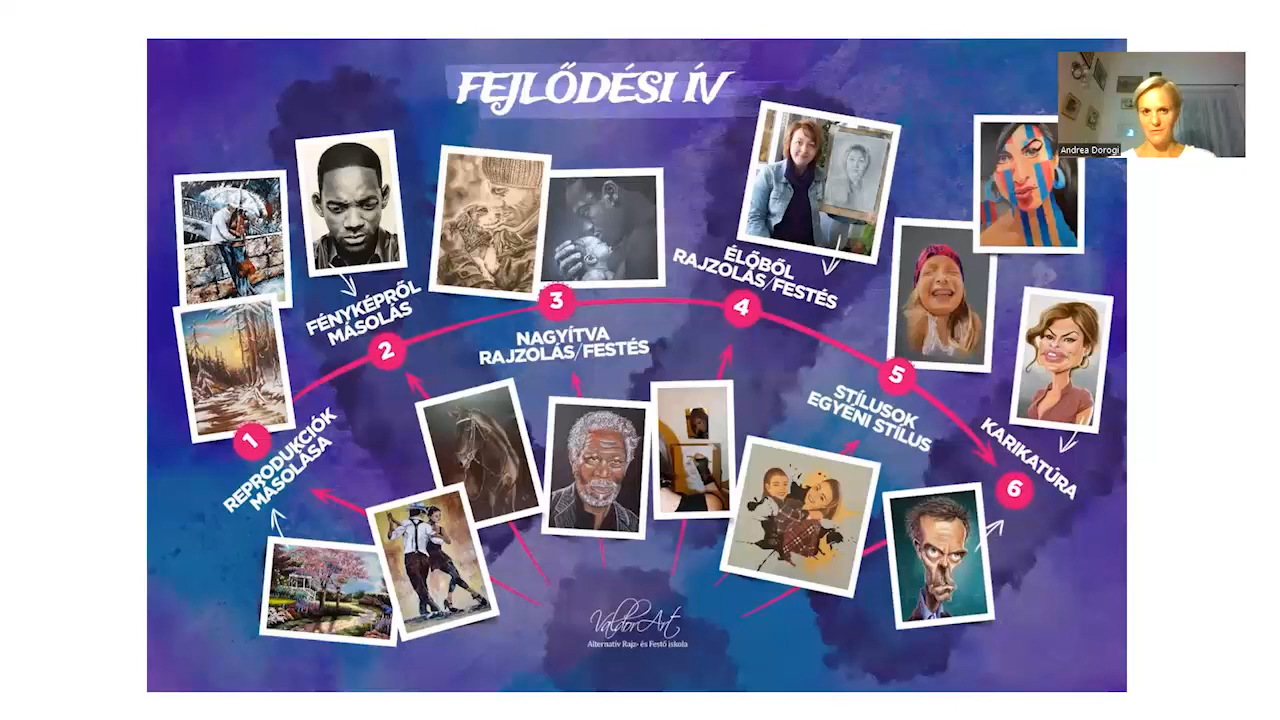 FEJLŐDÉSI ÍV
Andrea Dorogi
1
REPRODUKCIÓK
MÁSOLÁSA
2
FÉNYKÉPRŐL
MÁSOLÁS
3
NAGYÍTVA
RAJZOLÁS/FESTÉS
4
ÉLŐBŐL
RAJZOLÁS/FESTÉS
5
STÍLUSOK
EGYÉNI STÍLUS
6
KARIKATÚRA
ValdorArt
Alternatív Rajz- és Festő iskola